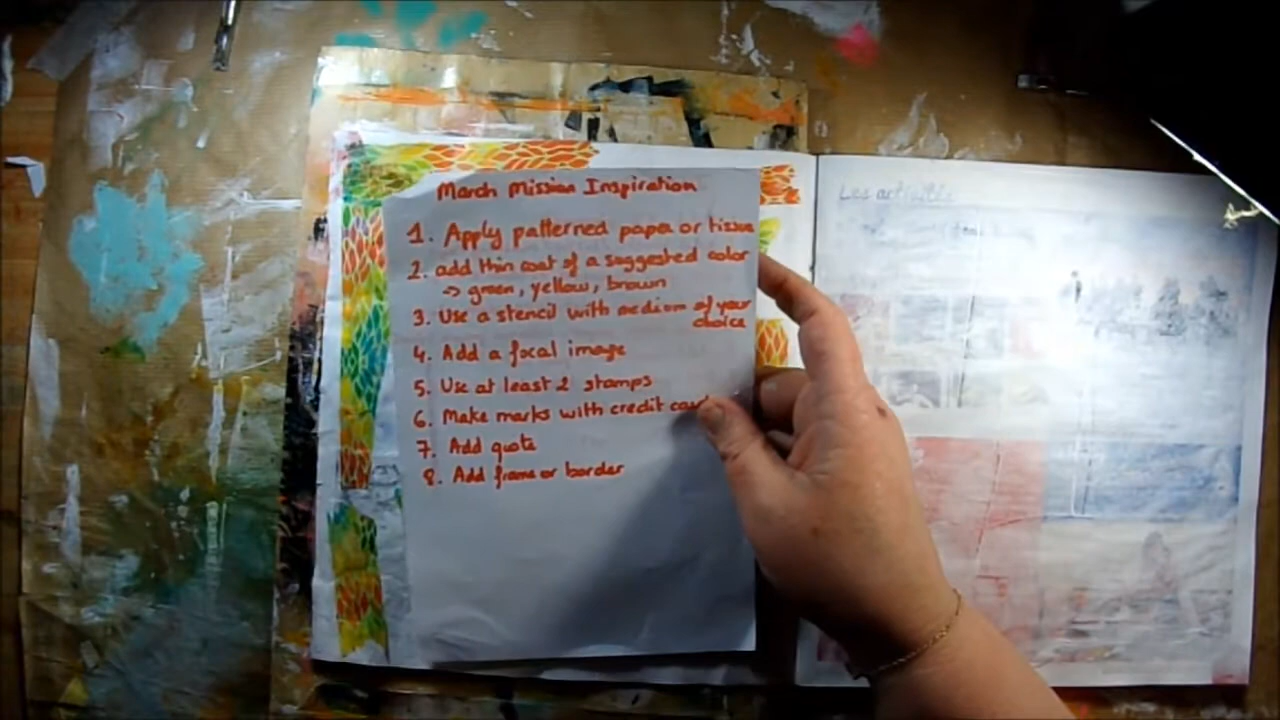 March Mission Inspiration
1. Apply patterned paper or tissue
2. add thin coat of a suggested color
=> green, yellow, brown
3. Use a stencil with medium of your
choice
4. Add a focal image
5. Use at least 2 stamps
6. Make marks with credit card
7. Add quote
8. Add frame or border
Les activités